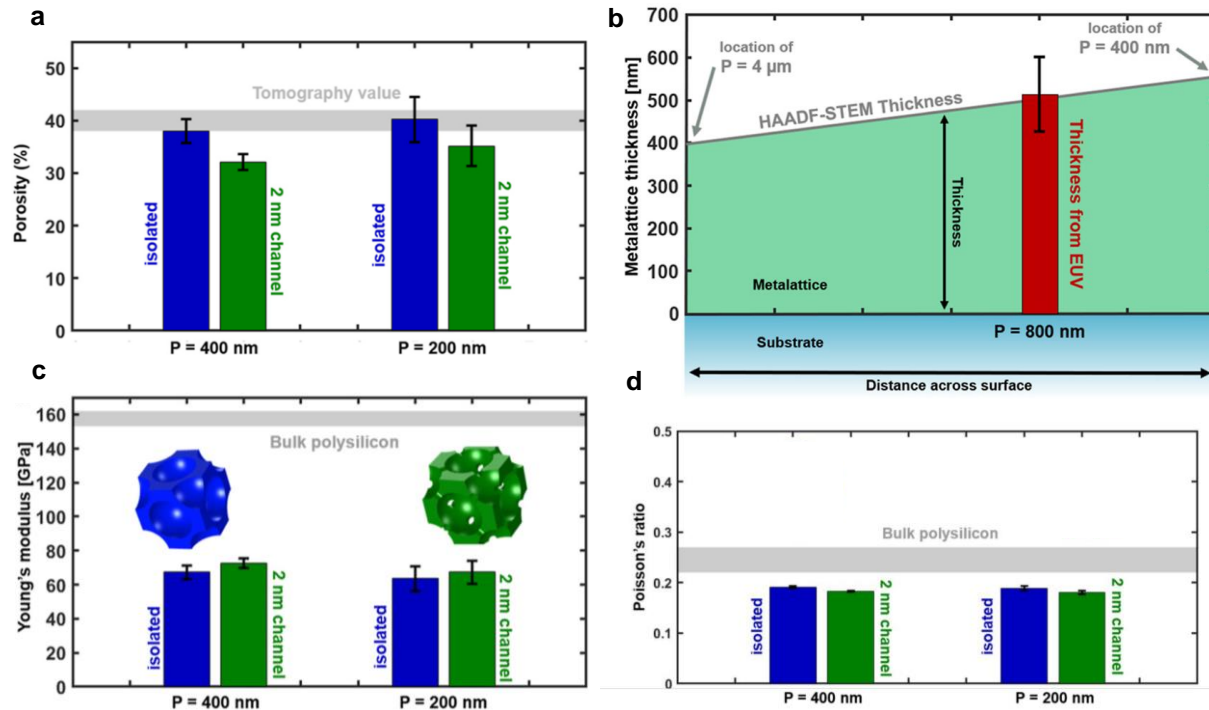 a
Porosity (%)
50
40
30
20
10
0
Tomography value
isolated
2 nm channel
isolated
2 nm channel
P = 400 nm
P = 200 nm
b
Metalattice thickness [nm]
700
600
500
400
300
200
100
0
location of
P = 4 µm
location of
P = 400 nm
HAADF-STEM Thickness
Thickness
Thickness from EUV
Metalattice
P = 800 nm
Substrate
Distance across surface
c
Young's modulus [GPa]
160
140
120
100
80
60
40
20
0
Bulk polysilicon
isolated
2 nm channel
isolated
2 nm channel
P = 400 nm
P = 200 nm
d
Poisson's ratio
0.5
0.4
0.3
0.2
0.1
0
Bulk polysilicon
isolated
2 nm channel
isolated
2 nm channel
P = 400 nm
P = 200 nm